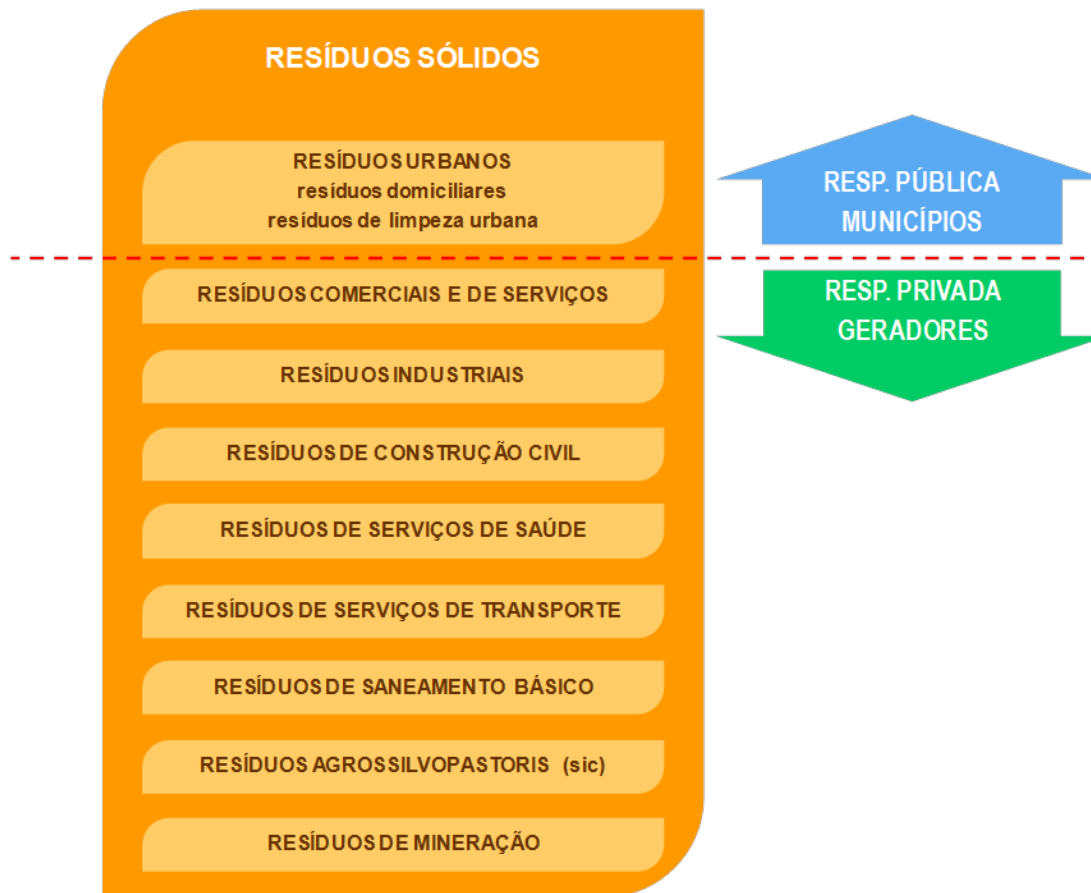 RESÍDUOS SÓLIDOS
RESÍDUOS URBANOS
resíduos domiciliares
resíduos de limpeza urbana
RESP. PÚBLICA
MUNICÍPIOS
RESÍDUOS COMERCIAIS E DE SERVIÇOS
RESP. PRIVADA
GERADORES
RESÍDUOS INDUSTRIAIS
RESÍDUOS DE CONSTRUÇÃO CIVIL
RESÍDUOS DE SERVIÇOS DE SAÚDE
RESÍDUOS DE SERVIÇOS DE TRANSPORTE
RESÍDUOS DE SANEAMENTO BÁSICO
RESÍDUOS AGROSSILVOPASTORIS (sic)
RESÍDUOS DE MINERAÇÃO